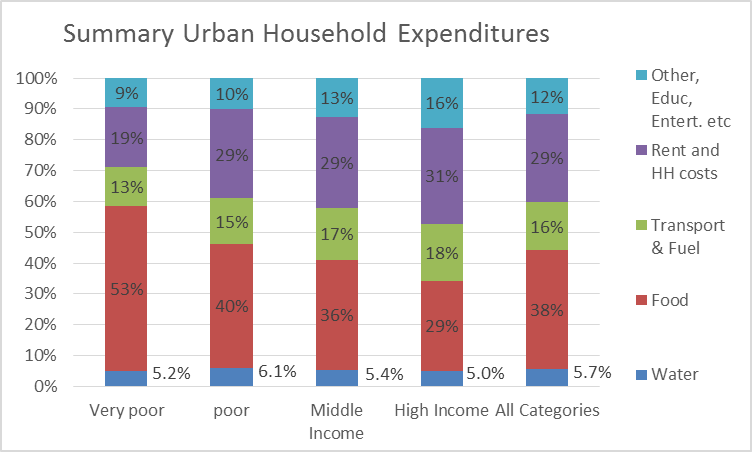 Summary Urban Household Expenditures
100%
90%
80%
70%
60%
50%
40%
30%
20%
10%
0%
9%
19%
13%
53%
5.2%
10%
29%
15%
40%
6.1%
13%
29%
17%
36%
5.4%
16%
31%
18%
29%
5.0%
12%
29%
16%
38%
5.7%
Very poor
poor
Middle
Income
High Income
All Categories
Other,
Educ,
Entert. etc
Rent and
HH costs
Transport
& Fuel
Food
Water